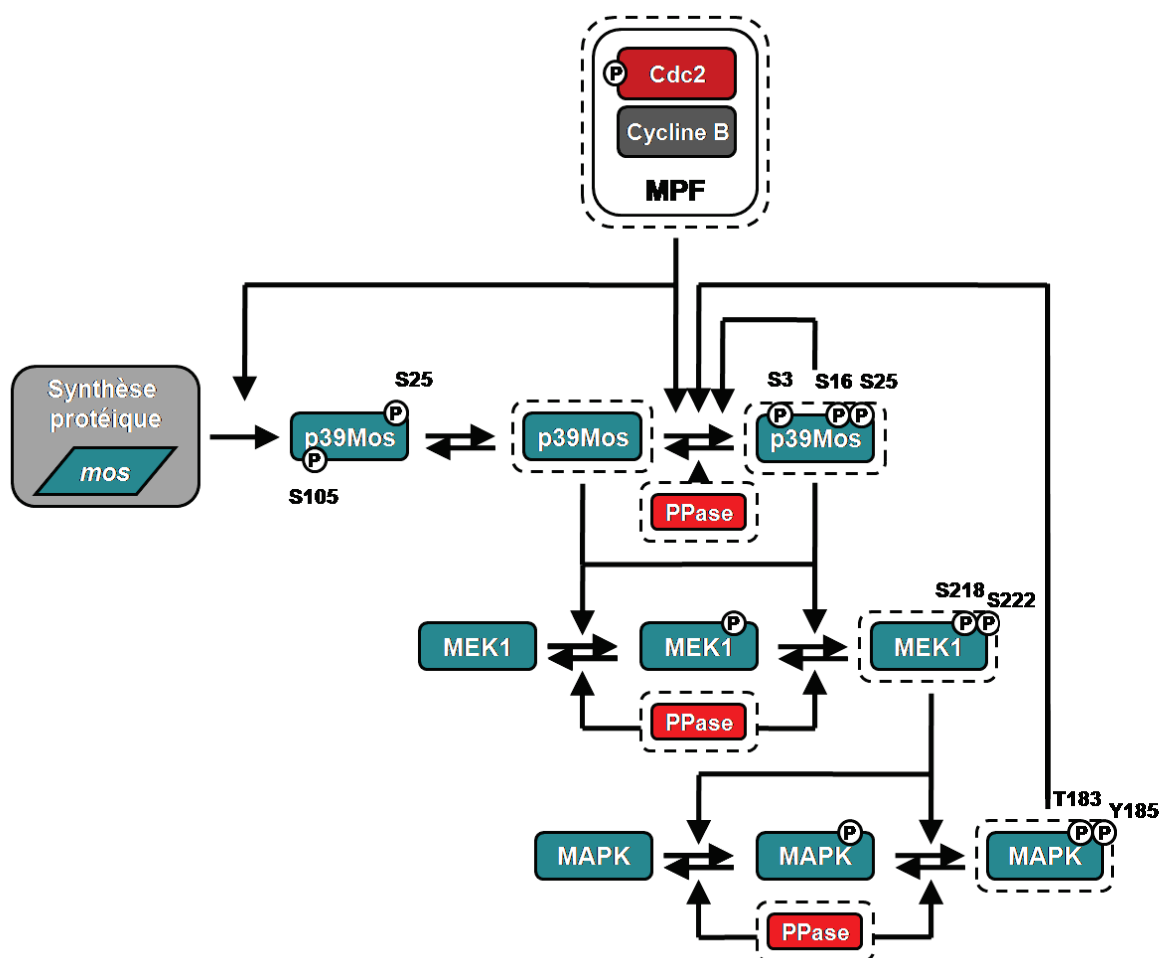 P
Cdc2
Cycline B
MPF
Synthèse
protéique
mos
S25
P
p39Mos
P
S105
p39Mos
S3 S16 S25
P P P
p39Mos
PPase
MEK1
P
MEK1
S218
S222
P P
MEK1
PPase
MAPK
P
MAPK
T183
Y185
P P
MAPK
PPase